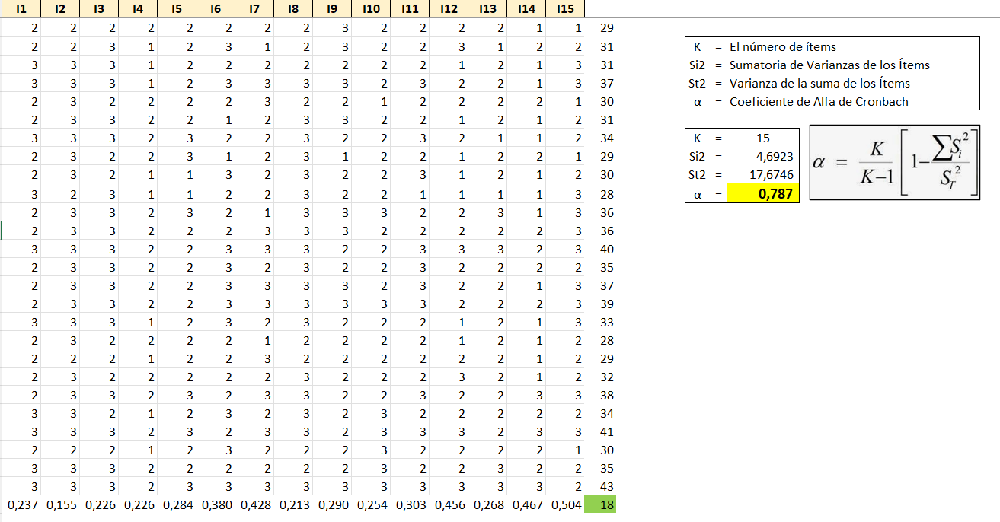 I1 I2 I3 I4 I5 I6 I7 I8 I9 I10 I11 I12 I13 I14 I15
2 2 2 2 2 2 2 2 3 2 2 2 2 1 1 29
2 2 3 1 2 3 1 2 3 2 2 3 1 2 2 31
3 3 3 1 2 2 2 2 2 2 2 1 2 1 3 31
3 3 3 1 2 3 3 3 3 2 3 2 2 1 3 37
2 3 2 2 2 2 3 2 2 1 2 2 2 2 1 30
2 3 3 2 2 1 2 3 3 2 2 1 2 1 2 31
3 3 3 2 3 2 2 3 2 2 3 2 1 1 2 34
2 3 2 2 3 1 2 3 1 2 2 1 2 2 1 29
2 3 2 1 1 3 2 3 2 2 3 1 2 1 2 30
3 2 3 1 1 2 2 3 2 2 1 1 1 1 3 28
2 3 3 2 3 2 1 3 3 3 2 2 3 1 3 36
2 3 3 2 2 2 3 3 3 2 2 2 2 2 3 36
3 3 3 2 2 3 3 3 2 2 3 3 3 2 3 40
2 3 3 2 2 3 2 3 2 2 3 2 2 2 2 35
2 3 3 2 2 3 3 3 3 2 3 2 2 1 3 37
2 3 3 2 2 3 3 3 3 3 3 2 2 2 3 39
3 3 3 1 2 3 2 3 2 2 2 1 2 1 3 33
2 3 2 2 2 2 1 2 2 2 2 1 2 1 2 28
2 2 2 1 2 2 3 2 2 2 2 2 2 1 2 29
2 3 2 2 2 2 2 3 2 2 2 3 2 1 2 32
2 3 3 2 3 2 3 3 2 2 3 2 2 3 3 38
3 3 2 1 2 3 2 3 2 3 2 2 2 2 2 34
3 3 3 2 3 2 3 3 2 3 3 3 2 3 3 41
2 2 2 1 2 3 2 2 2 3 2 2 2 2 1 30
3 3 3 2 2 2 2 2 2 3 2 2 3 2 2 35
3 3 3 2 3 3 3 3 3 3 3 3 3 3 2 43
0,237 0,155 0,226 0,226 0,284 0,380 0,428 0,213 0,290 0,254 0,303 0,456 0,268 0,467 0,504 18
K = El número de ítems
Si2 = Sumatoria de Varianzas de los Ítems
St2 = Varianza de la suma de los Ítems
α = Coeficiente de Alfa de Cronbach
K = 15
Si2 = 4,6923
St2 = 17,6746
α = 0,787
α = K/(K−1) [1− ∑S_i^2 / S_T^2]